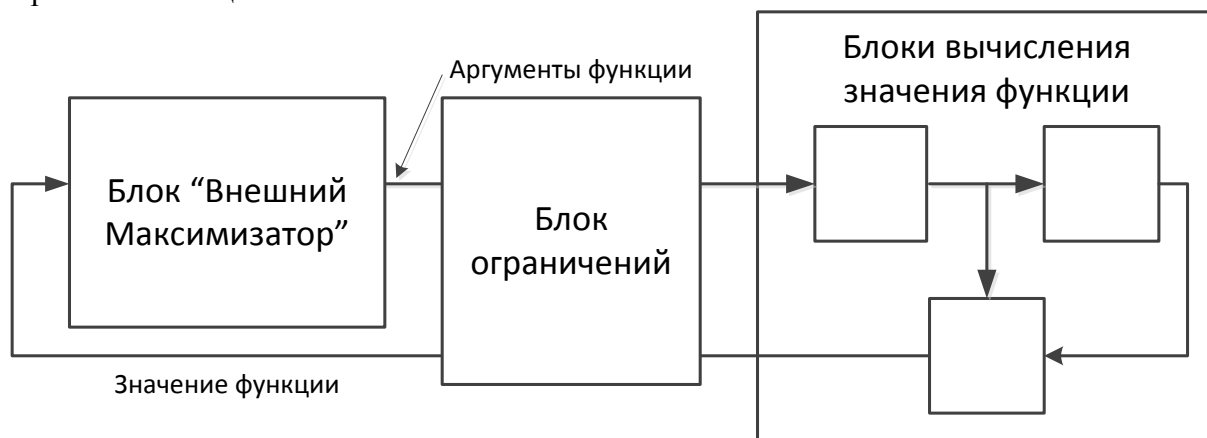 Аргументы функции
Блоки вычисления
значения функции
Блок “Внешний
Максимизатор”
Блок
ограничений
Значение функции